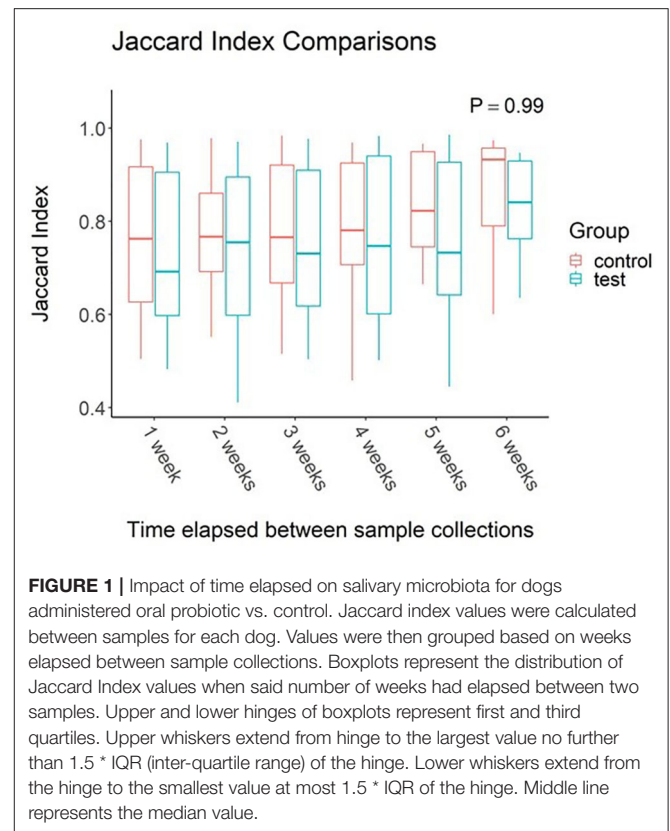 Jaccard Index Comparisons
P = 0.99
1.0
0.8
0.6
0.4
Jaccard Index
Group
control
test
1 week
2 weeks
3 weeks
4 weeks
5 weeks
6 weeks
Time elapsed between sample collections
FIGURE 1 | Impact of time elapsed on salivary microbiota for dogs
administered oral probiotic vs. control. Jaccard index values were calculated
between samples for each dog. Values were then grouped based on weeks
elapsed between sample collections. Boxplots represent the distribution of
Jaccard Index values when said number of weeks had elapsed between two
samples. Upper and lower hinges of boxplots represent first and third
quartiles. Upper whiskers extend from hinge to the largest value no further
than 1.5 * IQR (inter-quartile range) of the hinge. Lower whiskers extend from
the hinge to the smallest value at most 1.5 * IQR of the hinge. Middle line
represents the median value.